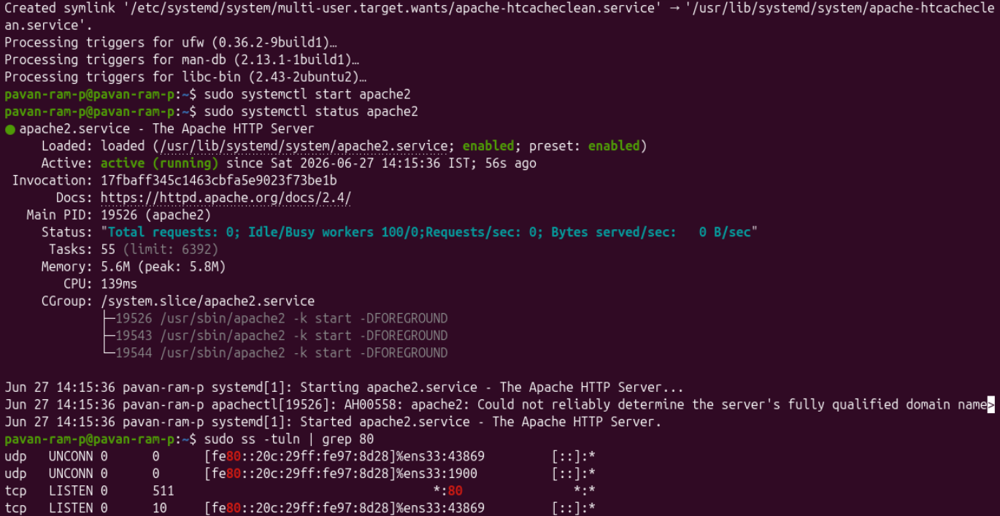 Created symlink '/etc/systemd/system/multi-user.target.wants/apache-htcacheclean.service' → '/usr/lib/systemd/system/apache-htcachecle
an.service'.
Processing triggers for ufw (0.36.2-9build1)…
Processing triggers for man-db (2.13.1-1build1)…
Processing triggers for libc-bin (2.43-2ubuntu2)…
pavan-ram-p@pavan-ram-p:~$ sudo systemctl start apache2
pavan-ram-p@pavan-ram-p:~$ sudo systemctl status apache2
● apache2.service - The Apache HTTP Server
     Loaded: loaded (/usr/lib/systemd/system/apache2.service; enabled; preset: enabled)
     Active: active (running) since Sat 2026-06-27 14:15:36 IST; 56s ago
 Invocation: 17fbaff345c1463cbfa5e9023f73be1b
       Docs: https://httpd.apache.org/docs/2.4/
   Main PID: 19526 (apache2)
     Status: "Total requests: 0; Idle/Busy workers 100/0;Requests/sec: 0; Bytes served/sec:   0 B/sec"
      Tasks: 55 (limit: 6392)
     Memory: 5.6M (peak: 5.8M)
        CPU: 139ms
     CGroup: /system.slice/apache2.service
             ├─19526 /usr/sbin/apache2 -k start -DFOREGROUND
             ├─19543 /usr/sbin/apache2 -k start -DFOREGROUND
             └─19544 /usr/sbin/apache2 -k start -DFOREGROUND
Jun 27 14:15:36 pavan-ram-p systemd[1]: Starting apache2.service - The Apache HTTP Server...
Jun 27 14:15:36 pavan-ram-p apachectl[19526]: AH00558: apache2: Could not reliably determine the server's fully qualified domain name>
Jun 27 14:15:36 pavan-ram-p systemd[1]: Started apache2.service - The Apache HTTP Server.
pavan-ram-p@pavan-ram-p:~$ sudo ss -tuln | grep 80
udp   UNCONN 0      0      [fe80::20c:29ff:fe97:8d28]%ens33:43869         [::]:*
udp   UNCONN 0      0      [fe80::20c:29ff:fe97:8d28]%ens33:1900          [::]:*
tcp   LISTEN 0      511                                   *:80               *:*
tcp   LISTEN 0      10     [fe80::20c:29ff:fe97:8d28]%ens33:43869         [::]:*